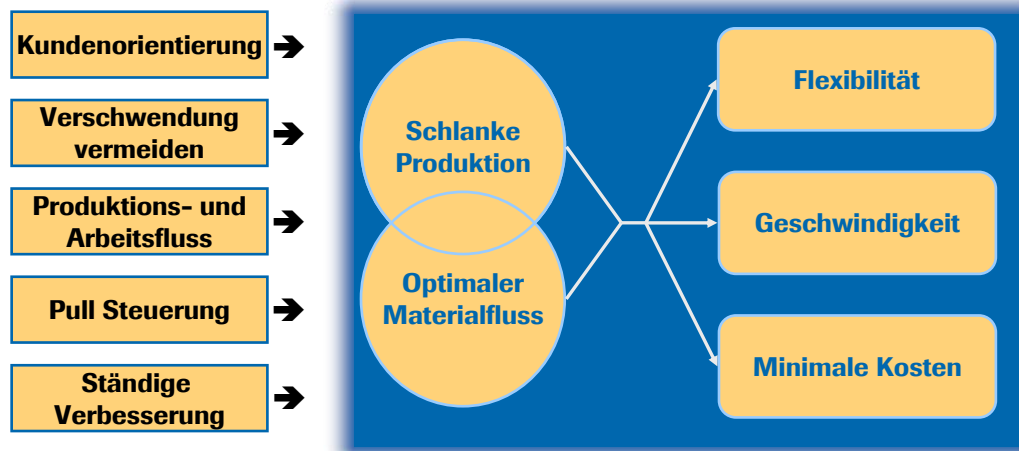 Kundenorientierung
Verschwendung
vermeiden
Produktions- und
Arbeitsfluss
Pull Steuerung
Ständige
Verbesserung
Schlanke
Produktion
Optimaler
Materialfluss
Flexibilität
Geschwindigkeit
Minimale Kosten